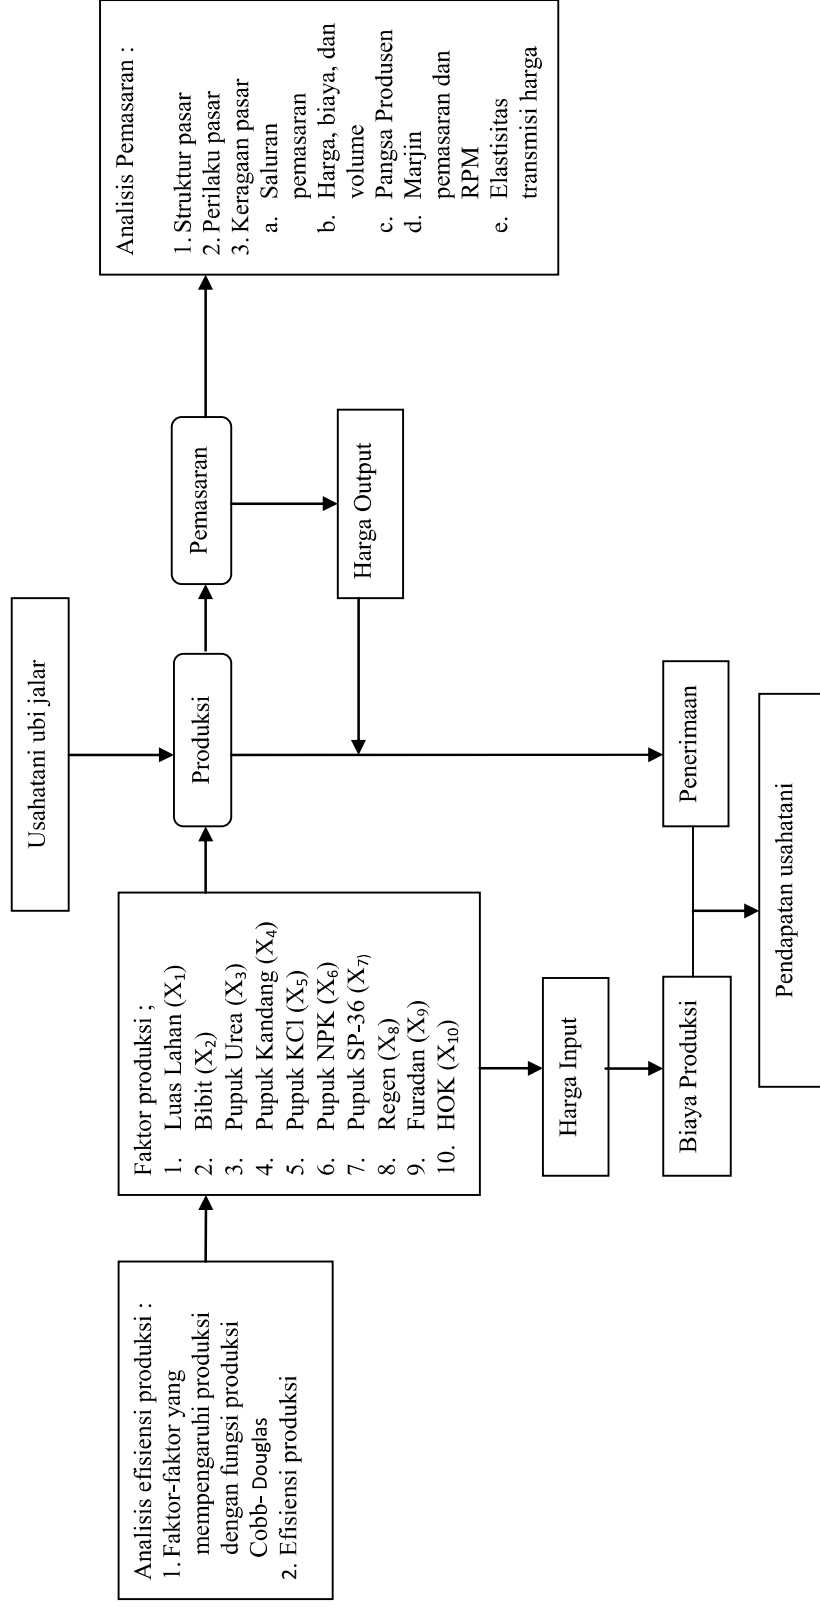 Usahatani ubi jalar
Analisis efisiensi produksi :
1. Faktor-faktor yang
mempengaruhi produksi
dengan fungsi produksi
Cobb- Douglas
2. Efisiensi produksi
Faktor produksi ;
1. Luas Lahan (X₁)
2. Bibit (X₂)
3. Pupuk Urea (X₃)
4. Pupuk Kandang (X₄)
5. Pupuk KCl (X₅)
6. Pupuk NPK (X₆)
7. Pupuk SP-36 (X₇₎
8. Regen (X₈)
9. Furadan (X₉)
10. HOK (X₁₀)
Produksi
Pemasaran
Analisis Pemasaran :
1. Struktur pasar
2. Perilaku pasar
3. Keragaan pasar
a. Saluran
pemasaran
b. Harga, biaya, dan
volume
c. Pangsa Produsen
d. Marjin
pemasaran dan
RPM
e. Elastisitas
transmisi harga
Harga Output
Harga Input
Biaya Produksi
Penerimaan
Pendapatan usahatani